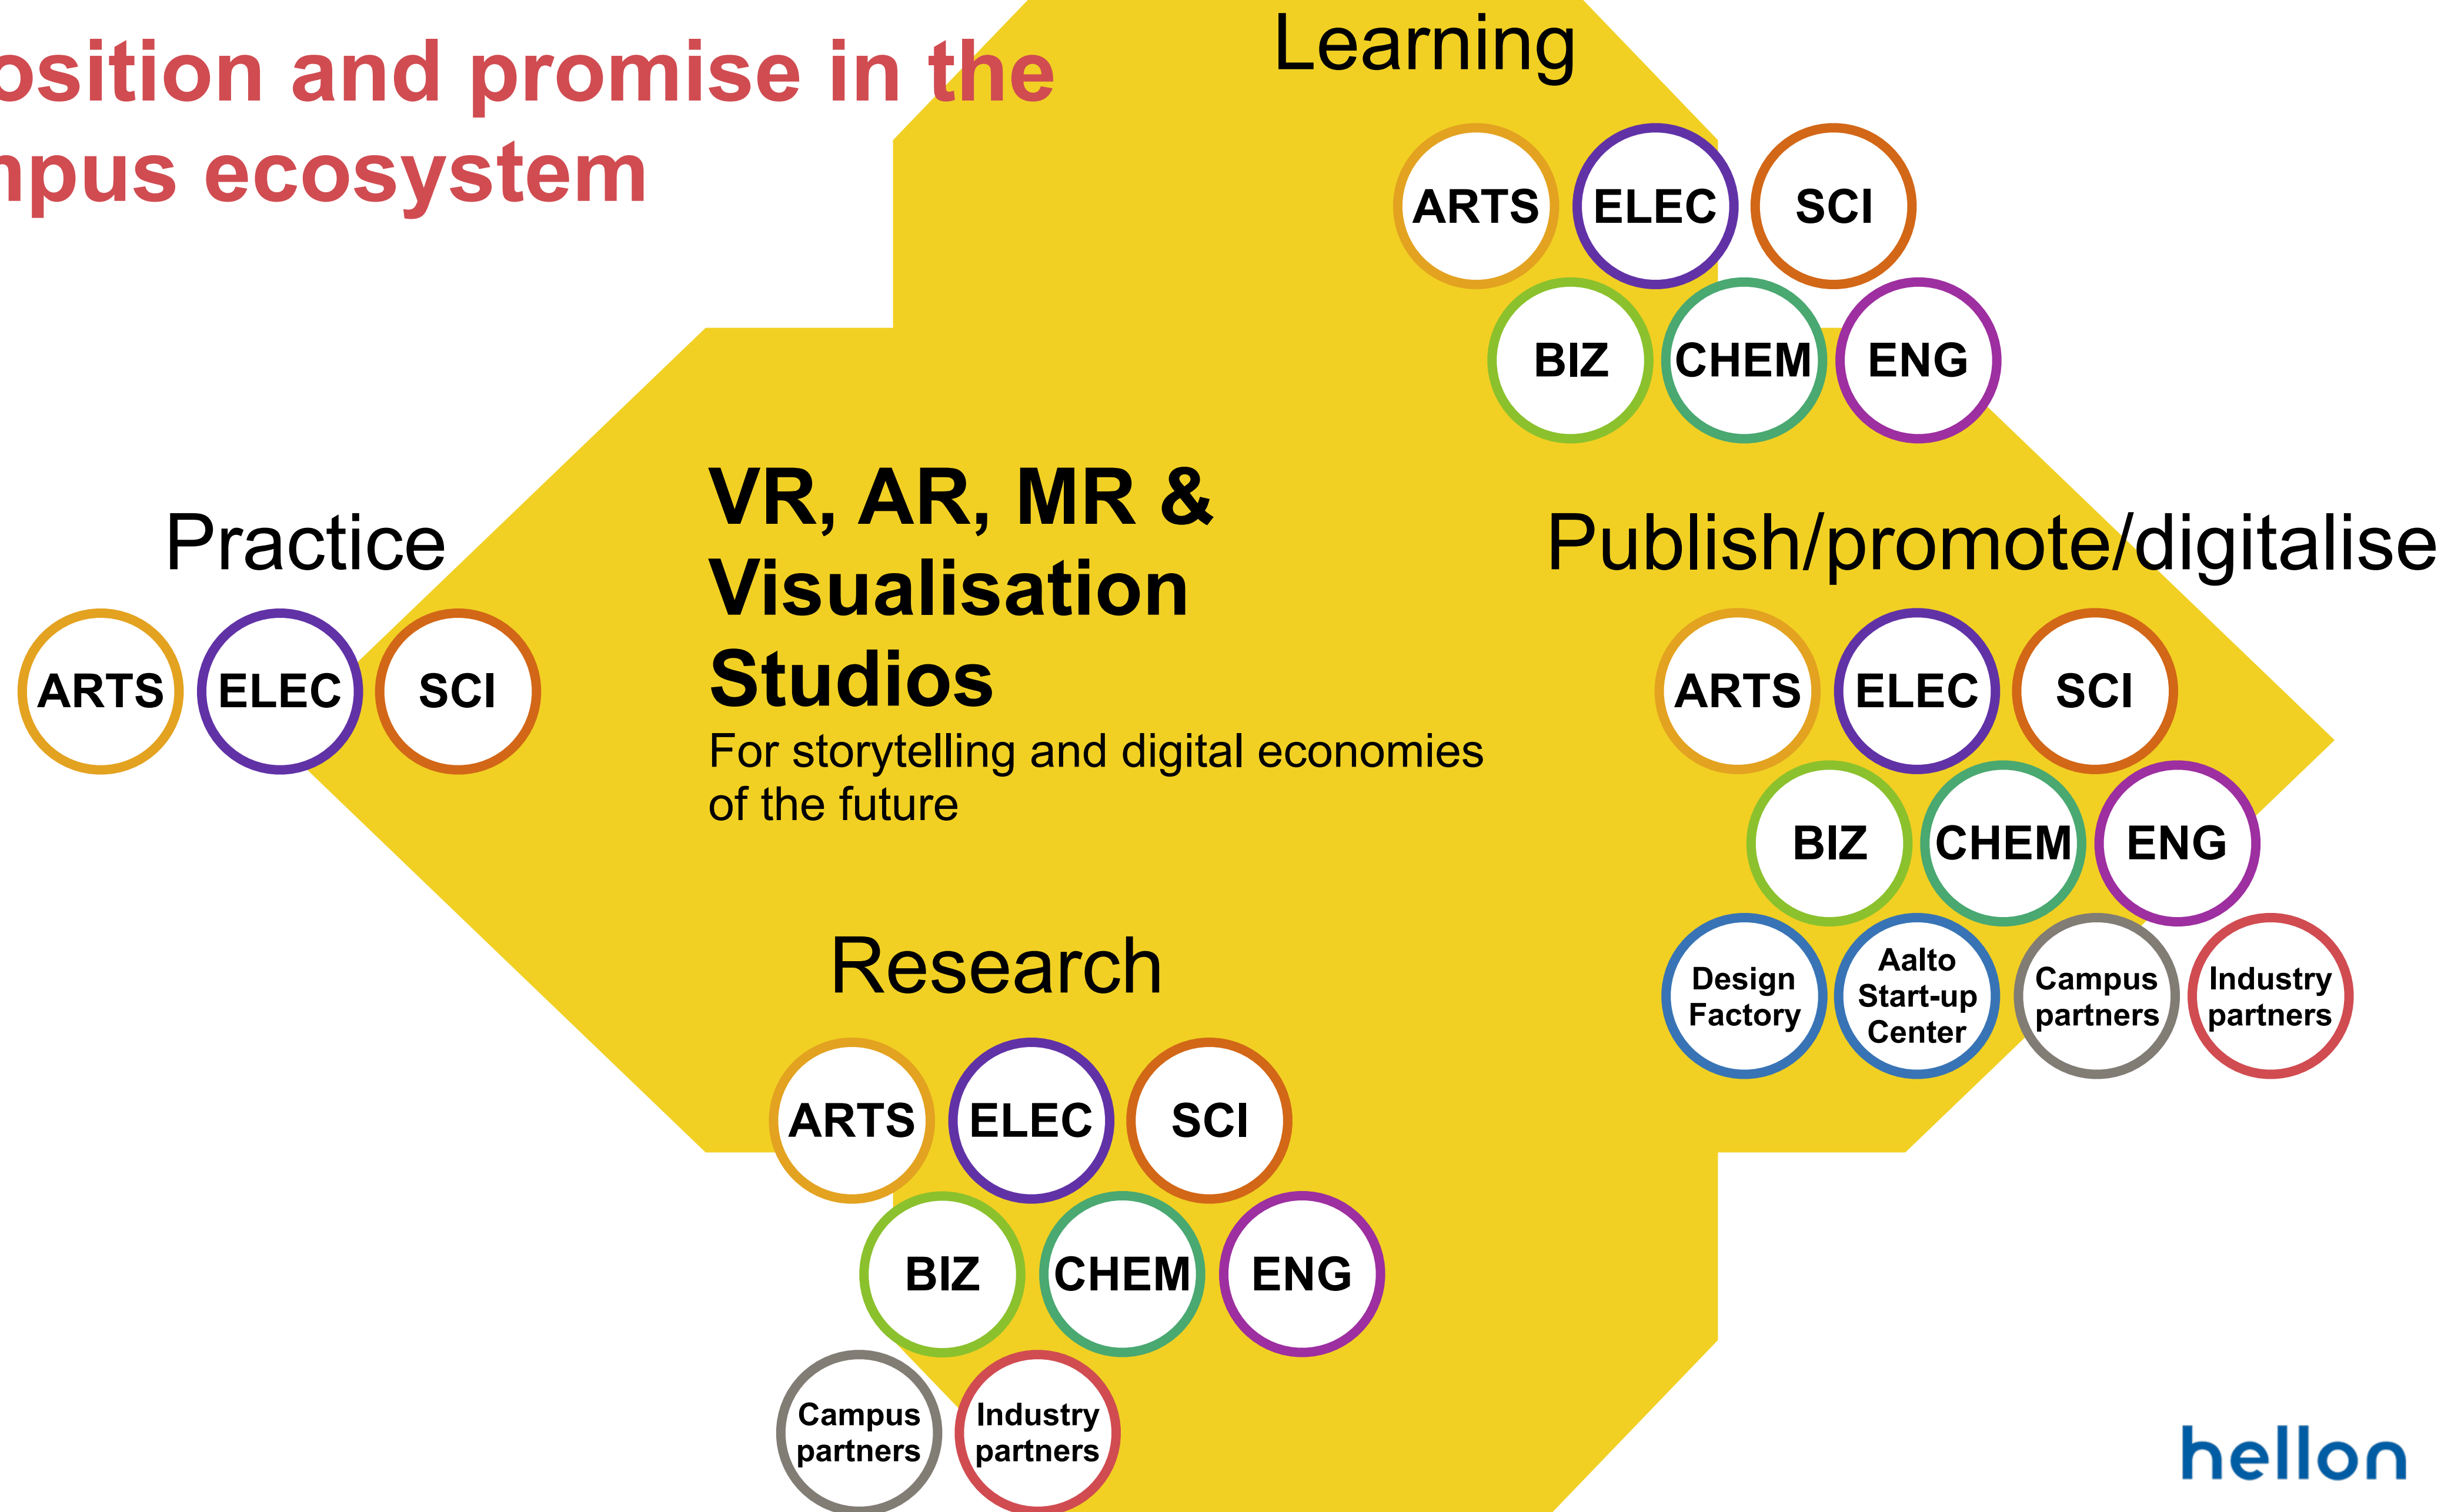 osition and promise in the
mpus ecosystem
Learning
ARTS ELEC SCI
BIZ CHEM ENG
VR, AR, MR &
Visualisation
Studios
For storytelling and digital economies
of the future
Practice
ARTS ELEC SCI
Publish/promote/digitalise
ARTS ELEC SCI
BIZ CHEM ENG
Design
Factory
Aalto
Start-up
Center
Campus
partners
Industry
partners
Research
ARTS ELEC SCI
BIZ CHEM ENG
Campus
partners
Industry
partners
hellon